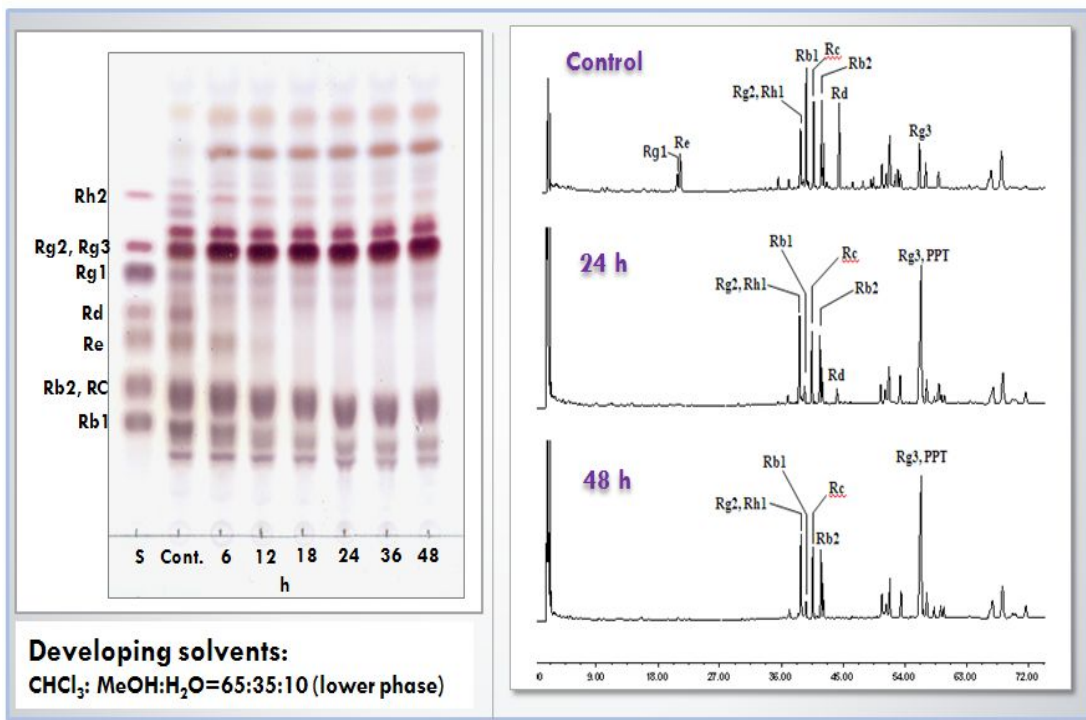 Rh2
Rg2, Rg3
Rg1
Rd
Re
Rb2, RC
Rb1
S Cont. 6 12 18 24 36 48
h
Developing solvents:
CHCl₃: MeOH:H₂O=65:35:10 (lower phase)
Control
Rb1
Rc
Rb2
Rg2, Rh1
Rd
Rg1
Re
Rg3
24 h
Rb1
Rc
Rg2, Rh1
Rb2
Rd
Rg3, PPT
48 h
Rb1
Rc
Rg2, Rh1
Rb2
Rg3, PPT
9.00 18.00 27.00 36.00 45.00 54.00 63.00 72.00